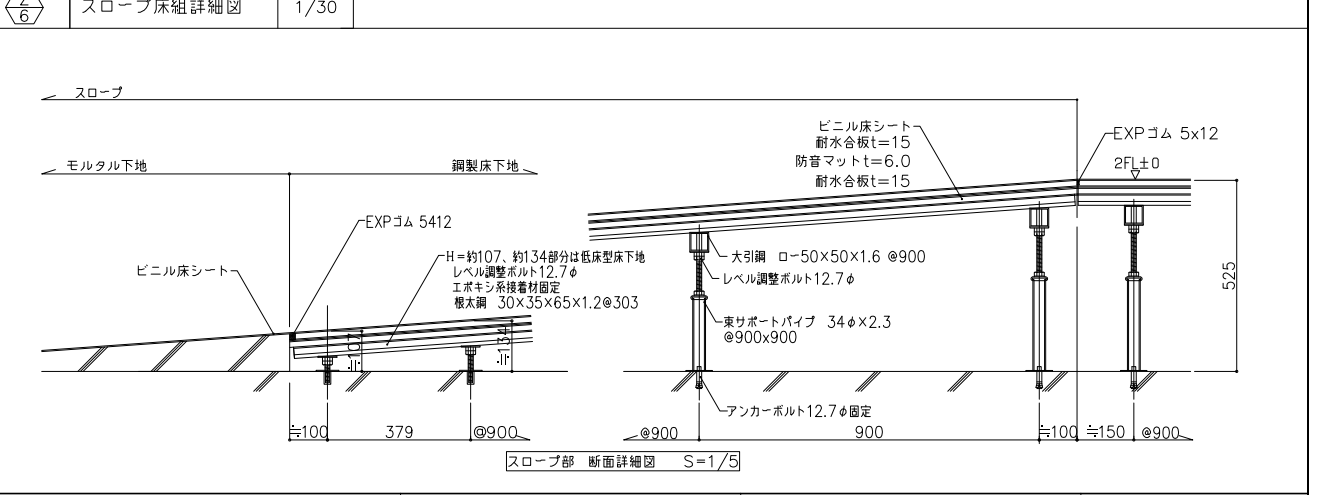 2
6
スロープ床組詳細図
1/30
スロープ
モルタル下地
鋼製床下地
EXPゴム 5412
ビニル床シート
H=約107、約134部分は低床型床下地
レベル調整ボルト12.7φ
エポキシ系接着材固定
根太鋼 30×35×65×1.2@303
≒107
≒134
≒100
379
@900
ビニル床シート
耐水合板t=15
防音マットt=6.0
耐水合板t=15
EXPゴム 5x12
2FL±0
大引鋼 ロ-50×50×1.6 @900
レベル調整ボルト12.7φ
束サポートパイプ 34φ×2.3
@900x900
アンカーボルト12.7φ固定
525
@900
900
≒100
≒150
@900
スロープ部 断面詳細図 S=1/5